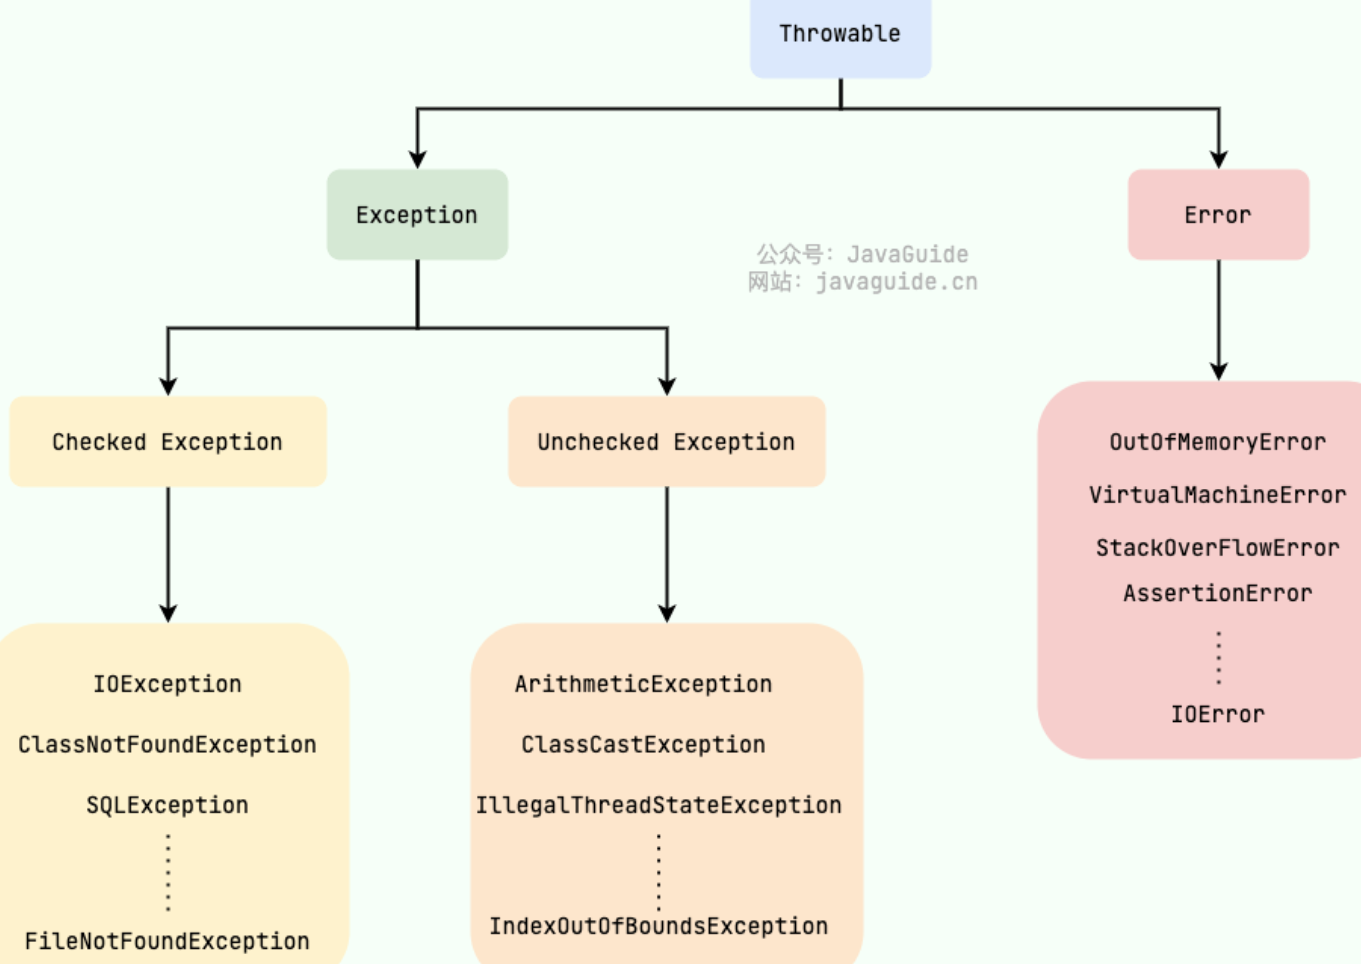 Throwable
Exception
Error
公众号：JavaGuide
网站：javaguide.cn
Checked Exception
Unchecked Exception
OutOfMemoryError
VirtualMachineError
StackOverFlowError
AssertionError
IOError
IOException
ClassNotFoundException
SQLException
FileNotFoundException
ArithmeticException
ClassCastException
IllegalThreadStateException
IndexOutOfBoundsException